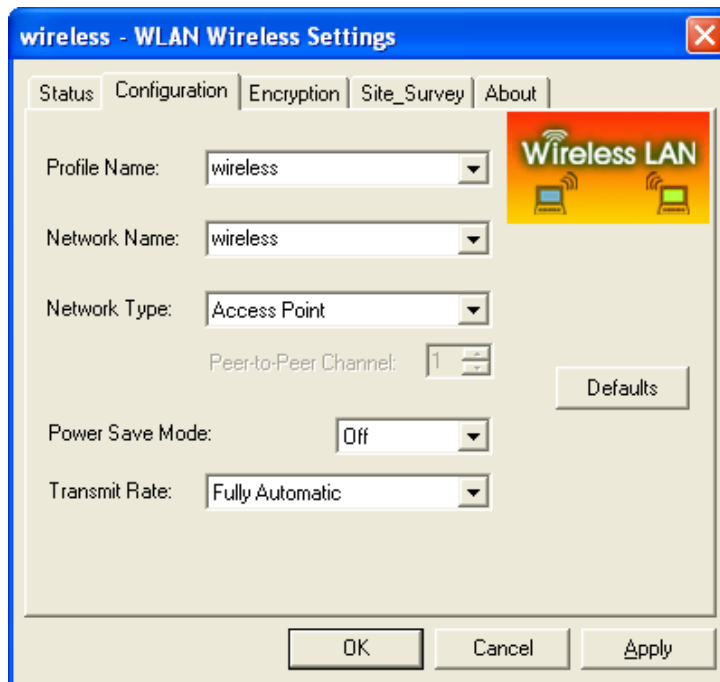 wireless - WLAN Wireless Settings
Status Configuration Encryption Site_Survey About
Wireless LAN
Profile Name: wireless
Network Name: wireless
Network Type: Access Point
Peer-to-Peer Channel: 1
Defaults
Power Save Mode: Off
Transmit Rate: Fully Automatic
OK Cancel Apply